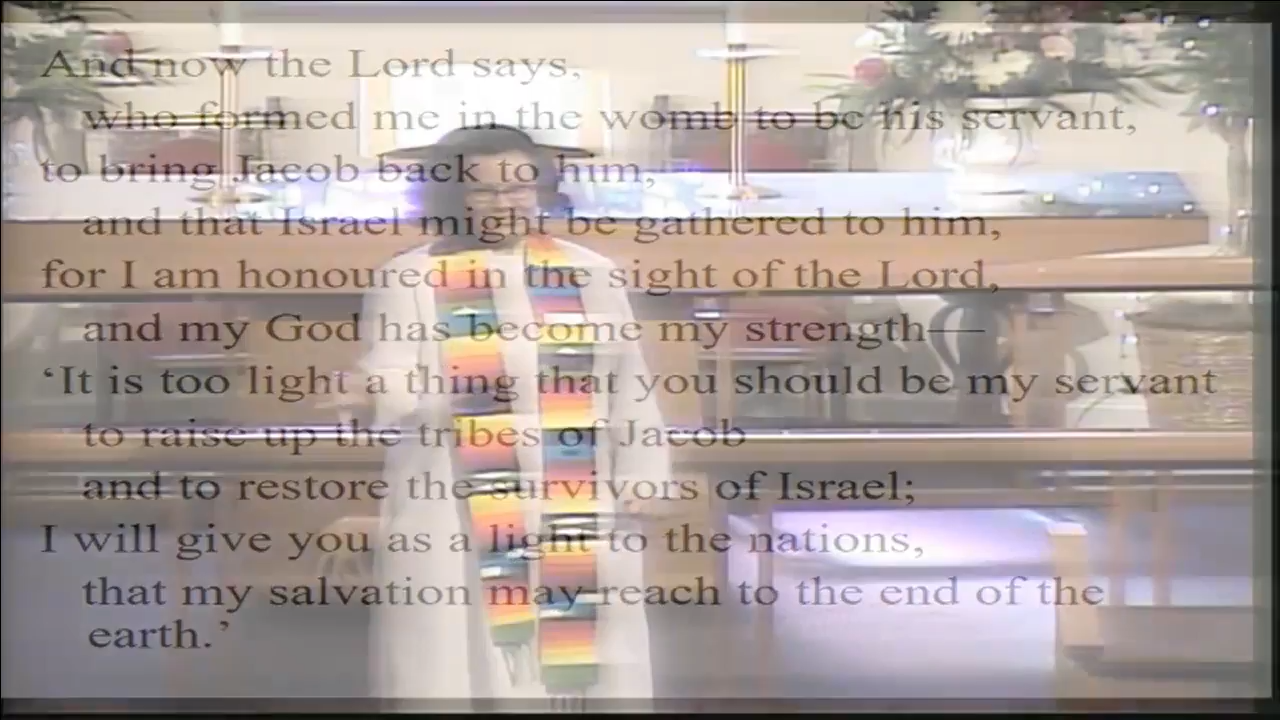 And now the Lord says,
who formed me in the womb to be his servant,
to bring Jacob back to him,
and that Israel might be gathered to him,
for I am honoured in the sight of the Lord,
and my God has become my strength—
‘It is too light a thing that you should be my servant
to raise up the tribes of Jacob
and to restore the survivors of Israel;
I will give you as a light to the nations,
that my salvation may reach to the end of the
earth.’